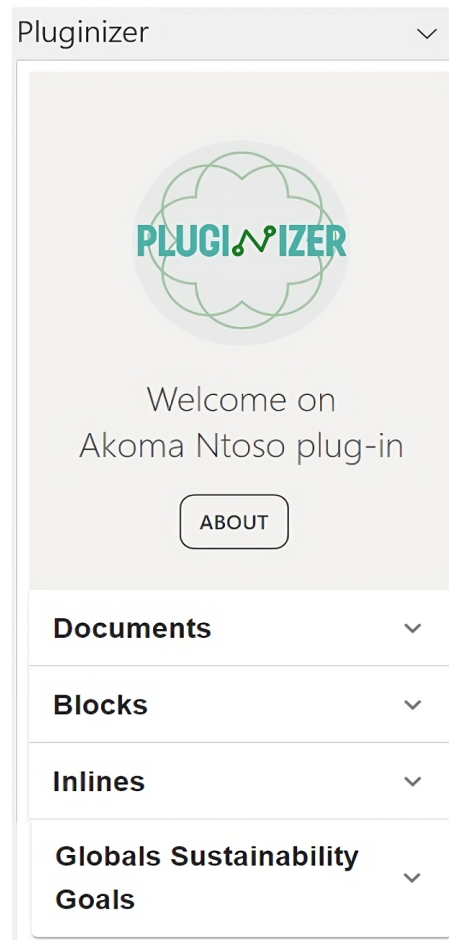 Pluginizer
PLUGINIZER
Welcome on
Akoma Ntoso plug-in
ABOUT
Documents
Blocks
Inlines
Globals Sustainability
Goals